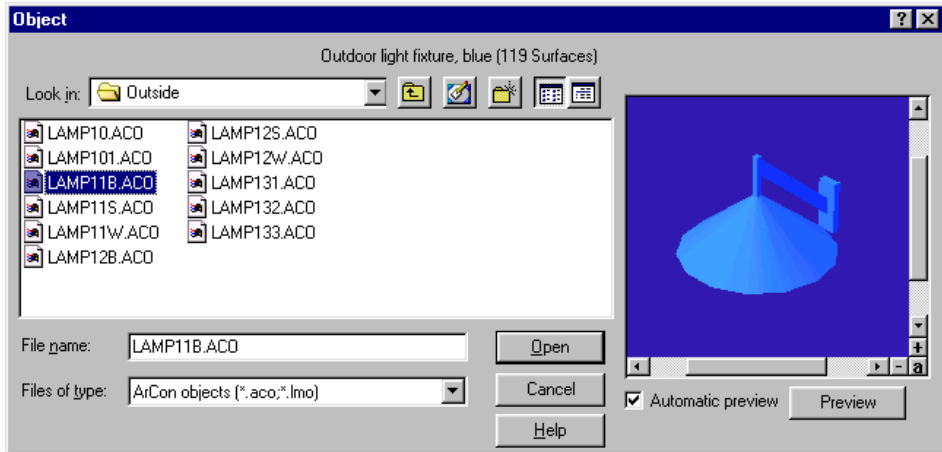 Object
Outdoor light fixture, blue (119 Surfaces)
Look in: Outside
LAMP10.ACO
LAMP101.ACO
LAMP11B.ACO
LAMP11S.ACO
LAMP11W.ACO
LAMP12B.ACO
LAMP12S.ACO
LAMP12W.ACO
LAMP131.ACO
LAMP132.ACO
LAMP133.ACO
File name: LAMP11B.ACO
Open
Files of type: ArCon objects (*.aco;*.lmo)
Cancel
Help
+
- a
Automatic preview
Preview